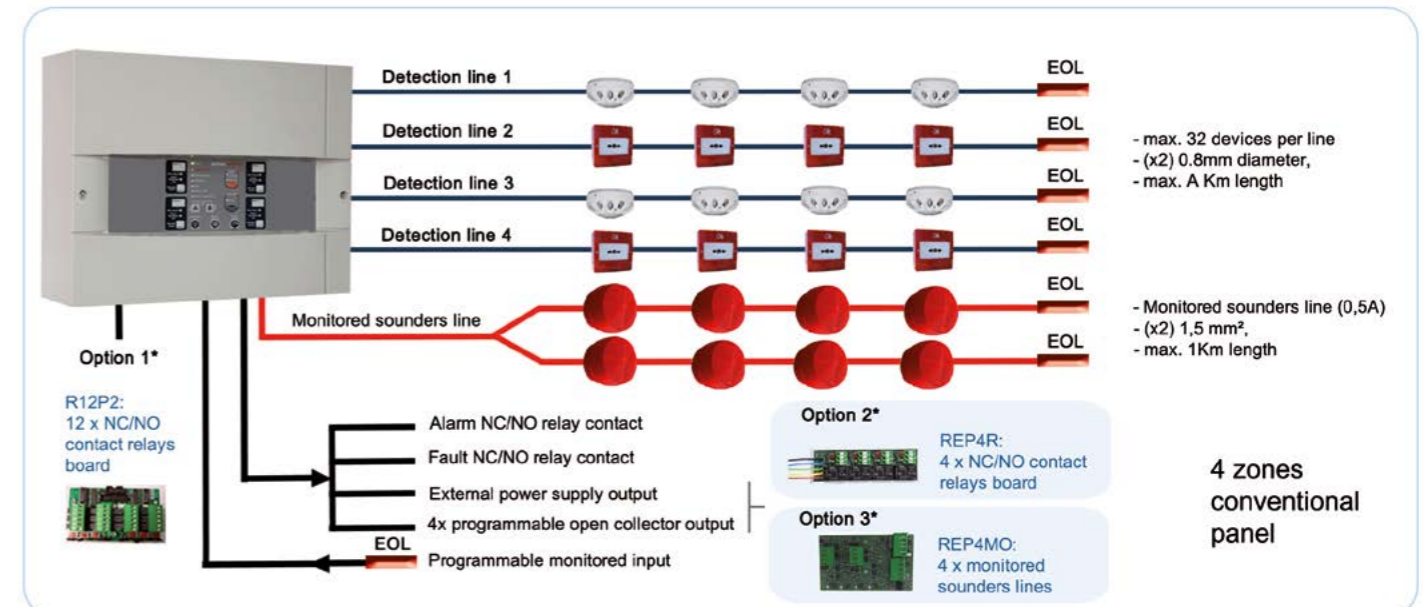 Detection line 1
EOL
Detection line 2
EOL
- max. 32 devices per line
- (x2) 0.8mm diameter,
- max. A Km length
Detection line 3
EOL
Detection line 4
EOL
Monitored sounders line
EOL
EOL
- Monitored sounders line (0,5A)
- (x2) 1,5 mm²,
- max. 1Km length
Option 1*
R12P2:
12 x NC/NO
contact relays
board
Alarm NC/NO relay contact
Fault NC/NO relay contact
External power supply output
4x programmable open collector output
EOL
Programmable monitored input
Option 2*
REP4R:
4 x NC/NO contact
relays board
Option 3*
REP4MO:
4 x monitored
sounders lines
4 zones
conventional
panel